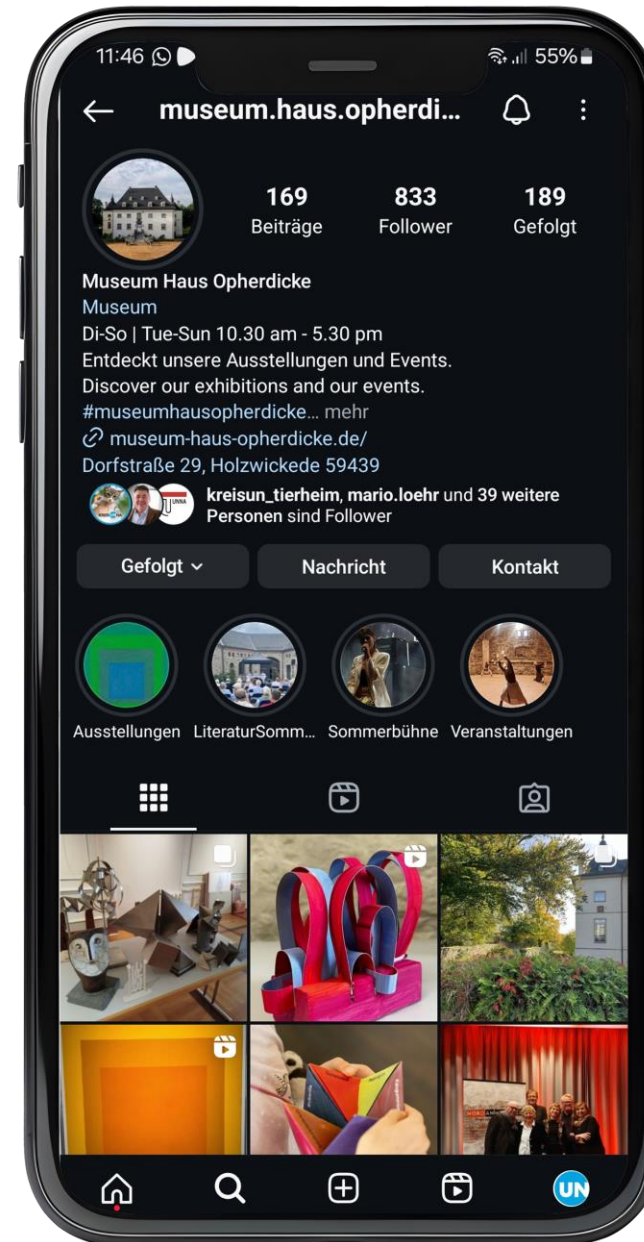 11:46 55%
museum.haus.opherdi...
169 833 189
Beiträge Follower Gefolgt
Museum Haus Opherdicke
Museum
Di-So | Tue-Sun 10.30 am - 5.30 pm
Entdeckt unsere Ausstellungen und Events.
Discover our exhibitions and our events.
#museumhausopherdicke... mehr
museum-haus-opherdicke.de/
Dorfstraße 29, Holzwickede 59439
UNNA
kreisun_tierheim, mario.loehr und 39 weitere
Personen sind Follower
Gefolgt Nachricht Kontakt
Ausstellungen LiteraturSomm... Sommerbühne Veranstaltungen
UN